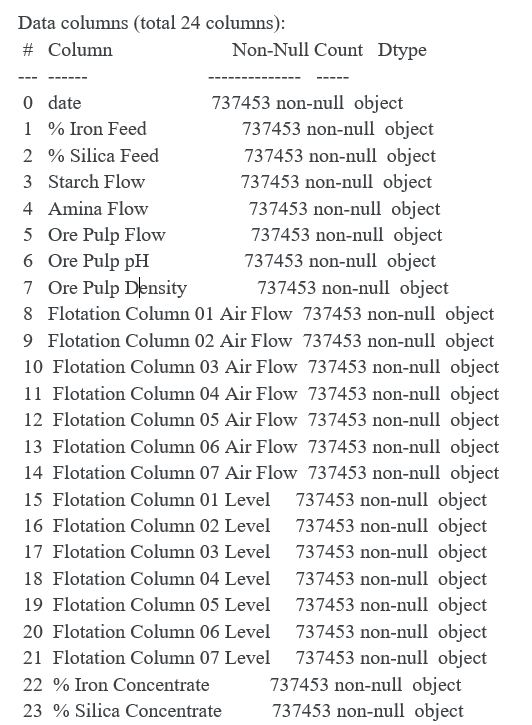 Data columns (total 24 columns):
# Column Non-Null Count Dtype
--- ------ -------------- -----
0 date 737453 non-null object
1 % Iron Feed 737453 non-null object
2 % Silica Feed 737453 non-null object
3 Starch Flow 737453 non-null object
4 Amina Flow 737453 non-null object
5 Ore Pulp Flow 737453 non-null object
6 Ore Pulp pH 737453 non-null object
7 Ore Pulp Density 737453 non-null object
8 Flotation Column 01 Air Flow 737453 non-null object
9 Flotation Column 02 Air Flow 737453 non-null object
10 Flotation Column 03 Air Flow 737453 non-null object
11 Flotation Column 04 Air Flow 737453 non-null object
12 Flotation Column 05 Air Flow 737453 non-null object
13 Flotation Column 06 Air Flow 737453 non-null object
14 Flotation Column 07 Air Flow 737453 non-null object
15 Flotation Column 01 Level 737453 non-null object
16 Flotation Column 02 Level 737453 non-null object
17 Flotation Column 03 Level 737453 non-null object
18 Flotation Column 04 Level 737453 non-null object
19 Flotation Column 05 Level 737453 non-null object
20 Flotation Column 06 Level 737453 non-null object
21 Flotation Column 07 Level 737453 non-null object
22 % Iron Concentrate 737453 non-null object
23 % Silica Concentrate 737453 non-null object